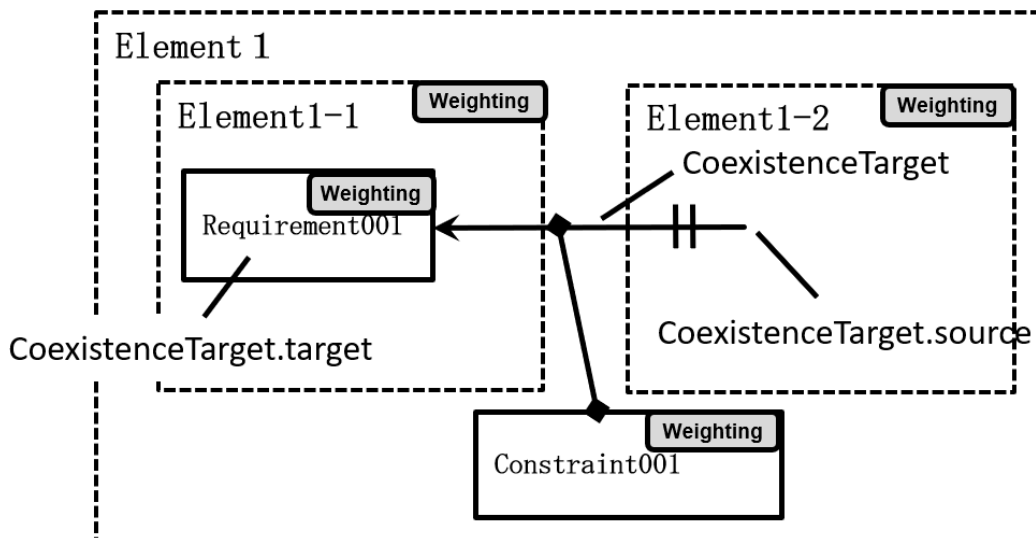 Element 1
Weighting
Element1-1
Weighting
Element1-2
CoexistenceTarget
Weighting
Requirement001
CoexistenceTarget.source
CoexistenceTarget.target
Weighting
Constraint001